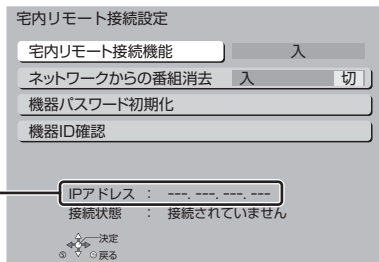 宅内リモート接続設定
宅内リモート接続機能 入
ネットワークからの番組消去 入 切
機器パスワード初期化
機器ID確認
IPアドレス : ---. ---. ---. ---
接続状態 : 接続されていません
決定
戻る